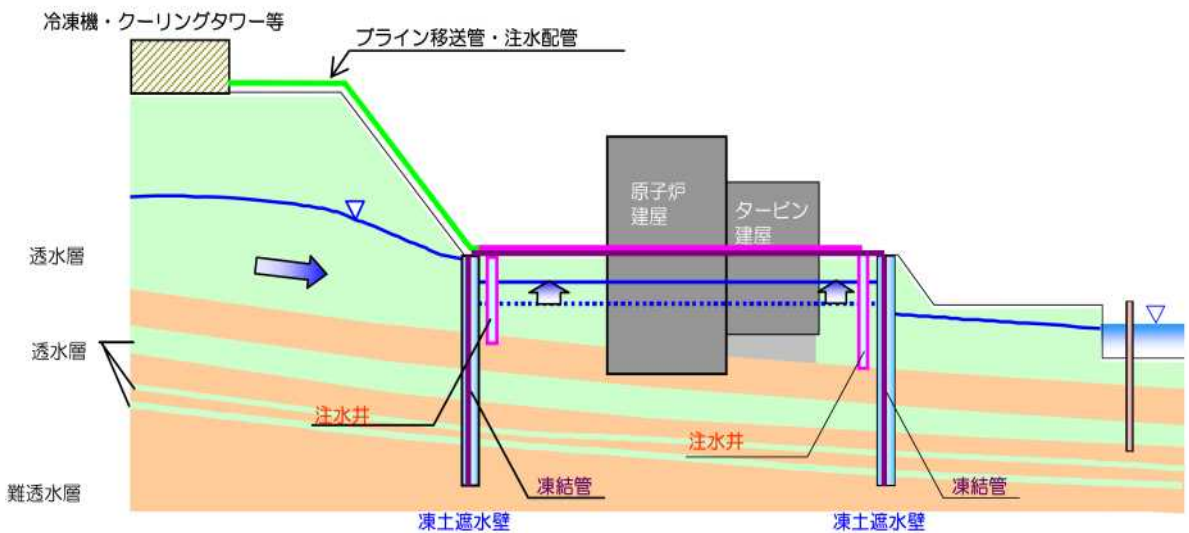 冷凍機・クーリングタワー等
ブライン移送管・注水配管
原子炉
建屋
タービン
建屋
透水層
透水層
注水井
注水井
難透水層
凍結管
凍結管
凍土遮水壁
凍土遮水壁